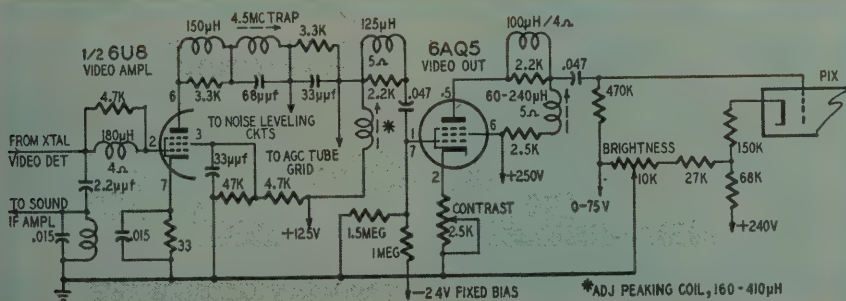 150μH
4.5MC TRAP
125μH
100μH/4Ω
1/2 6U8
VIDEO AMPL
3.3K
5Ω
6AQ5
VIDEO OUT
2.2K
.047
PIX
6
3.3K
68μμf
33μμf
2.2K
.047
5
60-240μH
5Ω
470K
4.7K
TO NOISE LEVELING
CKTS
*
FROM XTAL
VIDEO DET
180μH
4Ω
2
3
TO AGC TUBE
GRID
1
7
6
2.5K
BRIGHTNESS
150K
2.2μμf
7
33μμf
47K
4.7K
2
+250V
10K
27K
68K
TO SOUND
IF AMPL
+125V
1.5MEG
CONTRAST
2.5K
0-75V
+240V
.015
.015
33
1MEG
-24V FIXED BIAS
*ADJ PEAKING COIL, 160-410μH